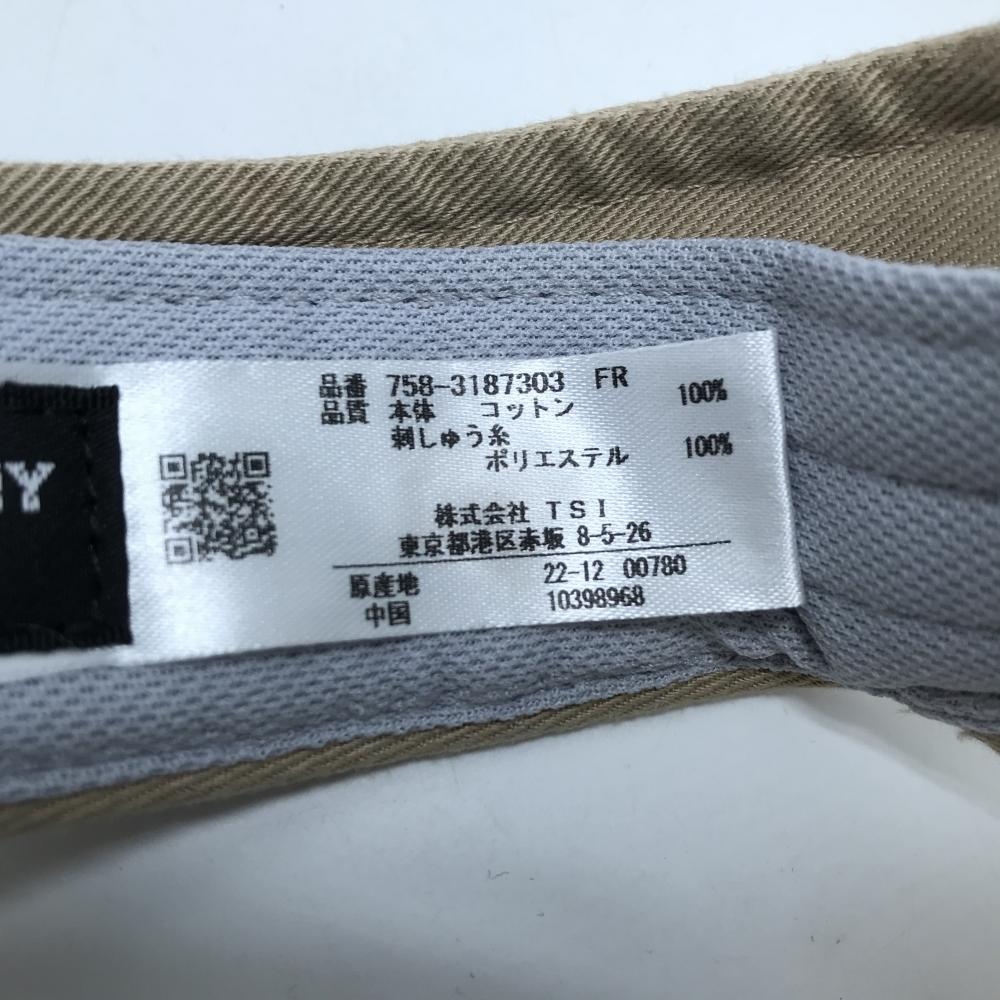 品番 758-3187303 FR
品質 本体 コットン 100%
刺しゅう糸
ポリエステル 100%
株式会社 TSI
東京都港区赤坂 8-5-26
原産地 22-12 00780
中国 10398968